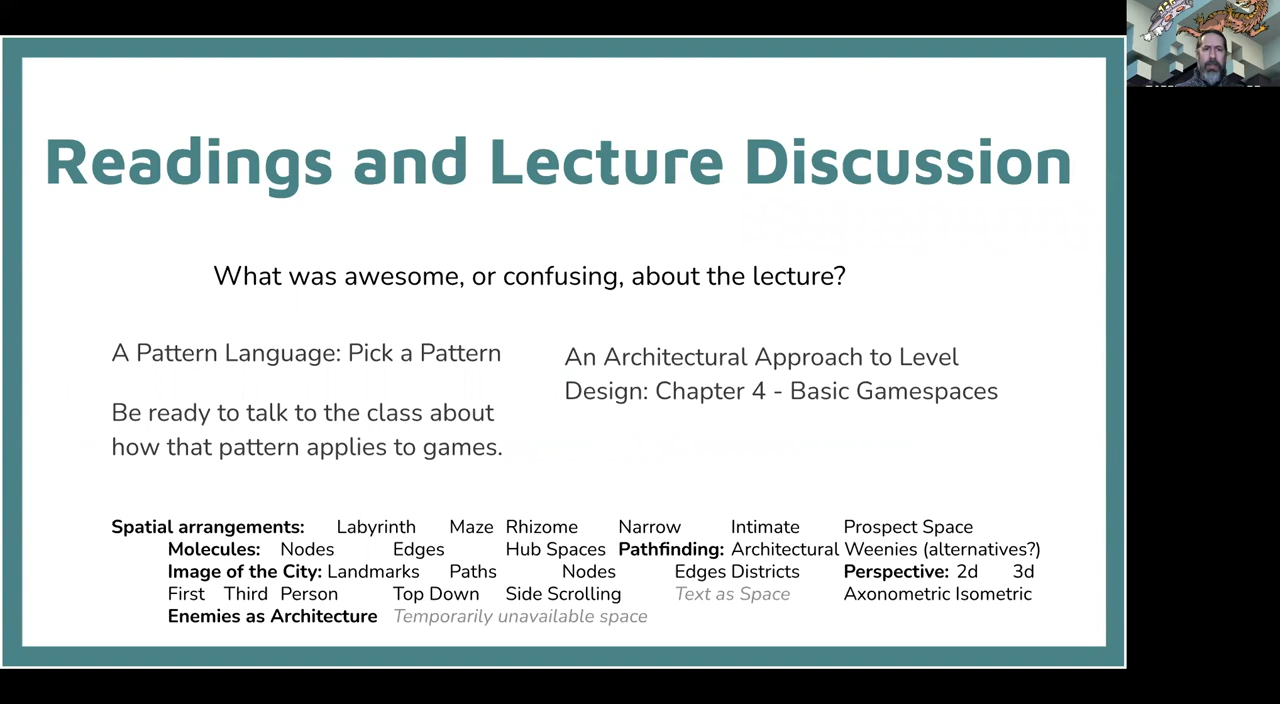 Readings and Lecture Discussion
What was awesome, or confusing, about the lecture?
A Pattern Language: Pick a Pattern
Be ready to talk to the class about
how that pattern applies to games.
An Architectural Approach to Level
Design: Chapter 4 - Basic Gamespaces
Spatial arrangements: Labyrinth Maze Rhizome Narrow Intimate Prospect Space
Molecules: Nodes Edges Hub Spaces Pathfinding: Architectural Weenies (alternatives?)
Image of the City: Landmarks Paths Nodes Edges Districts Perspective: 2d 3d
First Third Person Top Down Side Scrolling Text as Space Axonometric Isometric
Enemies as Architecture Temporarily unavailable space